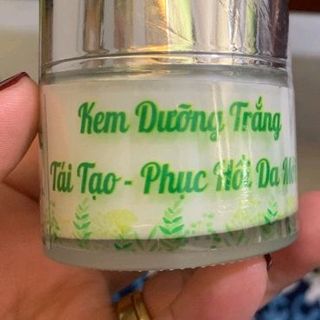 Kem Dưỡng Trắng
Tái Tạo - Phục Hồi Da